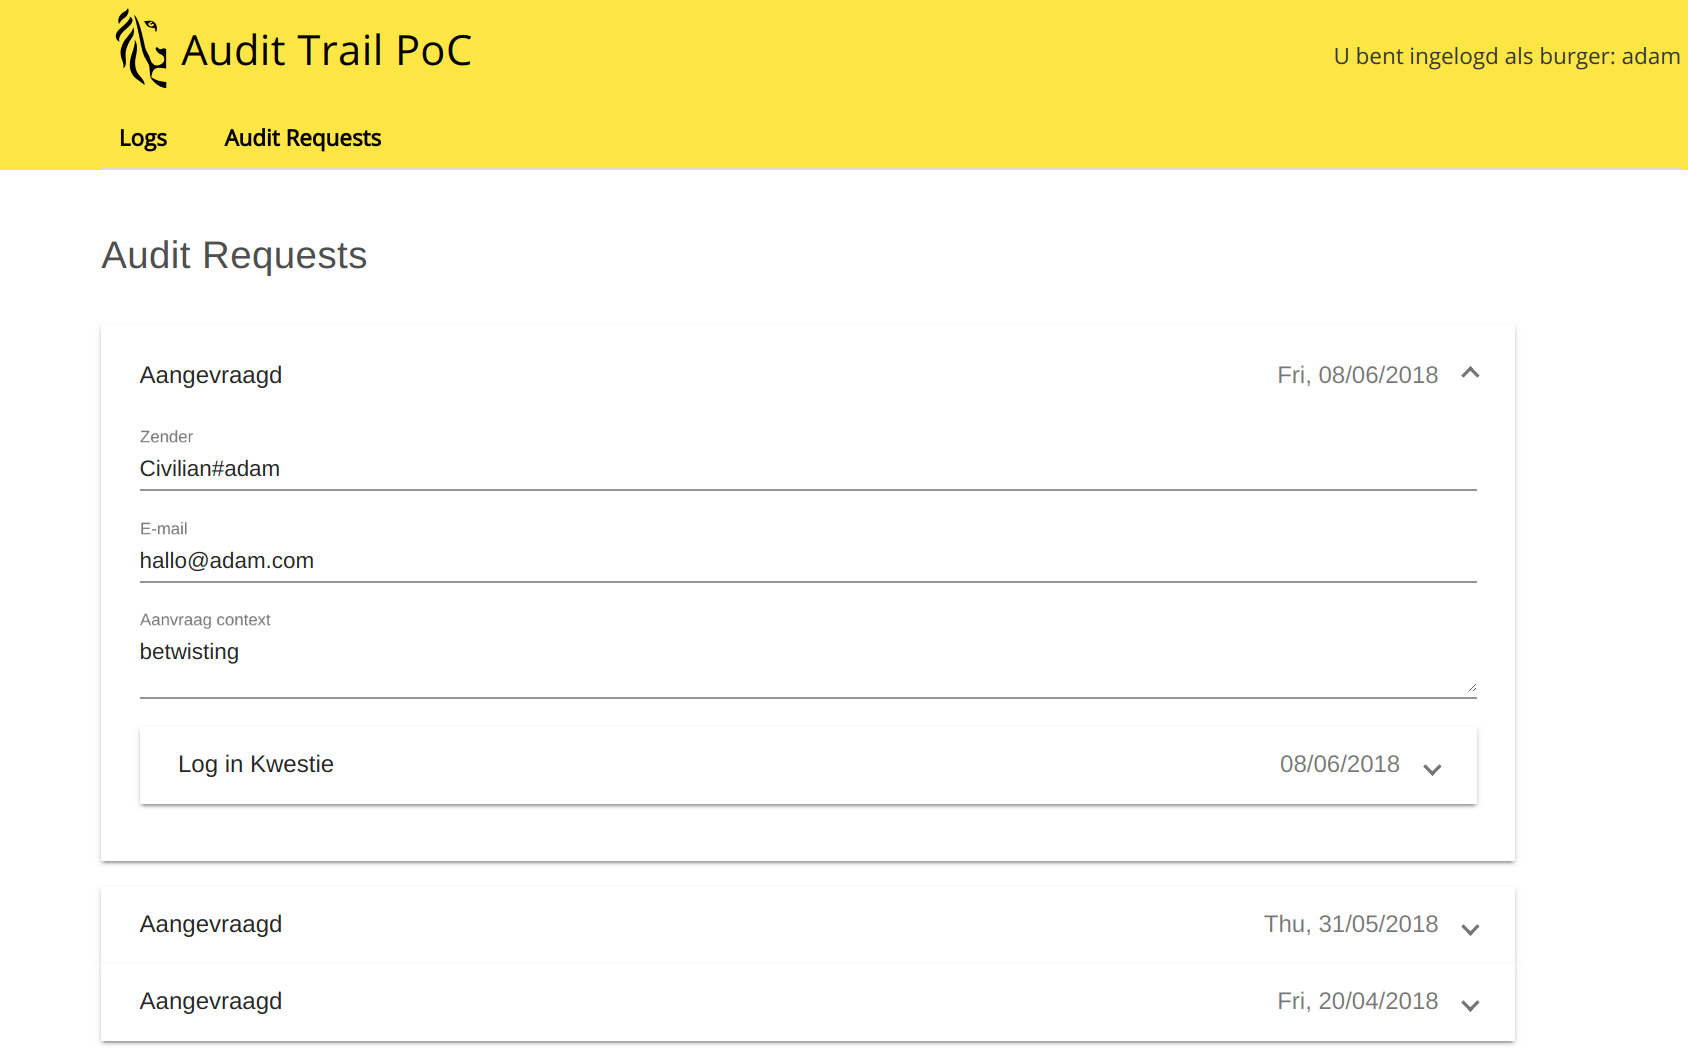 Audit Trail PoC
U bent ingelogd als burger: adam
Logs Audit Requests
Audit Requests
Aangevraagd Fri, 08/06/2018
Zender
Civilian#adam
E-mail
hallo@adam.com
Aanvraag context
betwisting
Log in Kwestie 08/06/2018
Aangevraagd Thu, 31/05/2018
Aangevraagd Fri, 20/04/2018